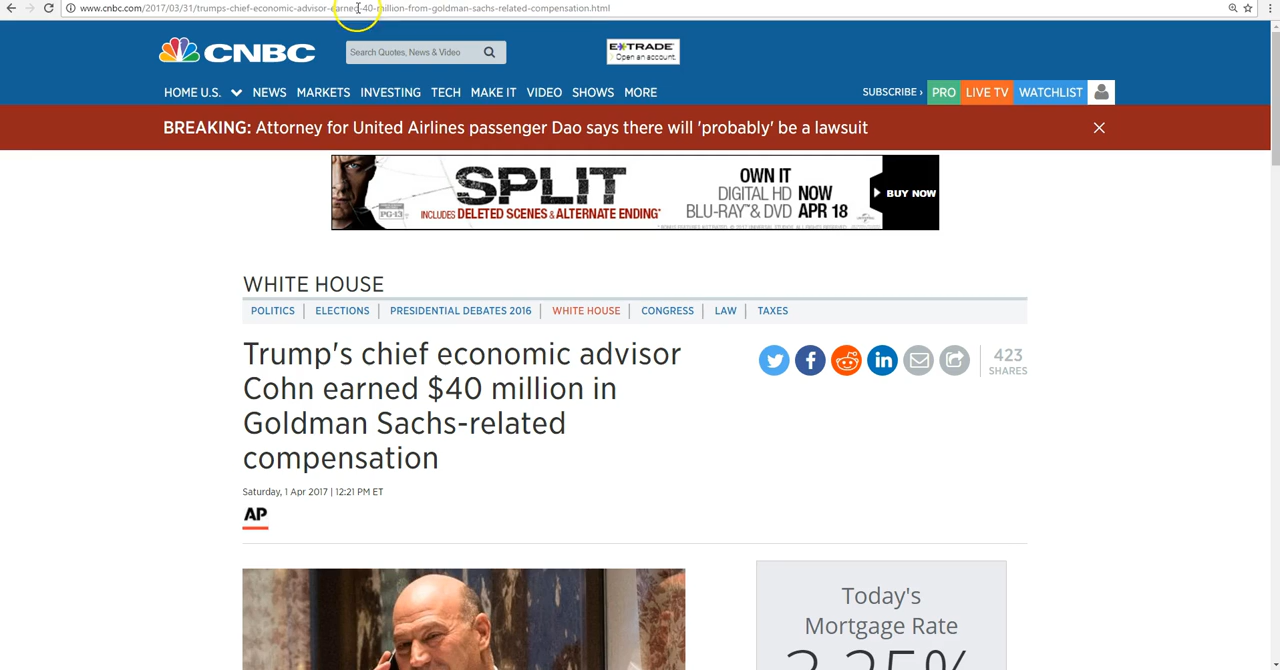 www.cnbc.com/2017/03/31/trumps-chief-economic-advisor-earned-40-million-from-goldman-sachs-related-compensation.html
CNBC
Search Quotes, News & Video
E*TRADE
Open an account.
HOME U.S. NEWS MARKETS INVESTING TECH MAKE IT VIDEO SHOWS MORE
SUBSCRIBE › PRO LIVE TV WATCHLIST
BREAKING: Attorney for United Airlines passenger Dao says there will 'probably' be a lawsuit
PG-13
SPLIT
INCLUDES DELETED SCENES & ALTERNATE ENDING*
OWN IT
DIGITAL HD NOW
BLU-RAY™& DVD APR 18
BUY NOW
WHITE HOUSE
POLITICS | ELECTIONS | PRESIDENTIAL DEBATES 2016 | WHITE HOUSE | CONGRESS | LAW | TAXES
Trump's chief economic advisor
Cohn earned $40 million in
Goldman Sachs-related
compensation
423
SHARES
Saturday, 1 Apr 2017 | 12:21 PM ET
AP
Today's
Mortgage Rate